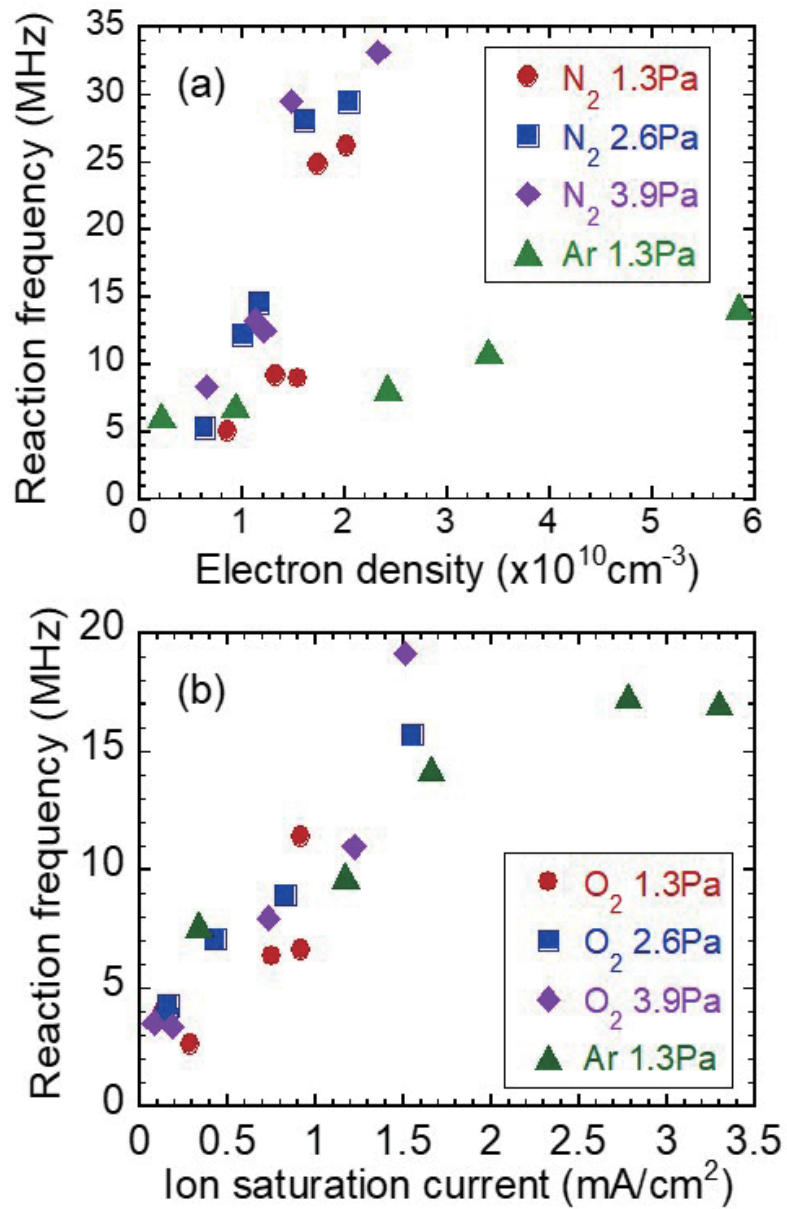 35
30
25
20
15
10
5
0
Reaction frequency (MHz)
(a)
N2 1.3Pa
N2 2.6Pa
N2 3.9Pa
Ar 1.3Pa
0 1 2 3 4 5 6
Electron density (x10^10cm^-3)
20
15
10
5
0
Reaction frequency (MHz)
(b)
O2 1.3Pa
O2 2.6Pa
O2 3.9Pa
Ar 1.3Pa
0 0.5 1 1.5 2 2.5 3 3.5
Ion saturation current (mA/cm^2)